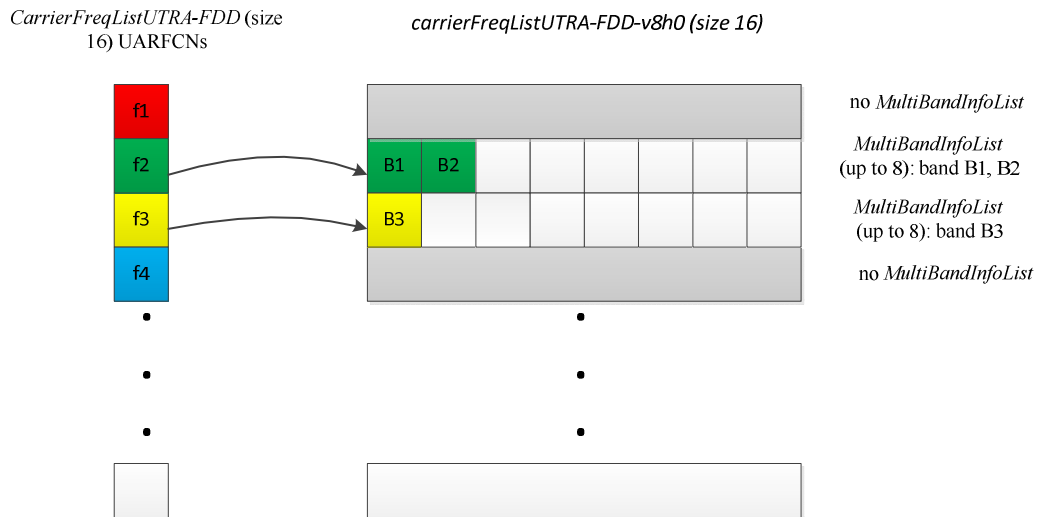 CarrierFreqListUTRA-FDD (size
16) UARFCNs
carrierFreqListUTRA-FDD-v8h0 (size 16)
f1
no MultiBandInfoList
f2
B1 B2
MultiBandInfoList
(up to 8): band B1, B2
f3
B3
MultiBandInfoList
(up to 8): band B3
f4
no MultiBandInfoList